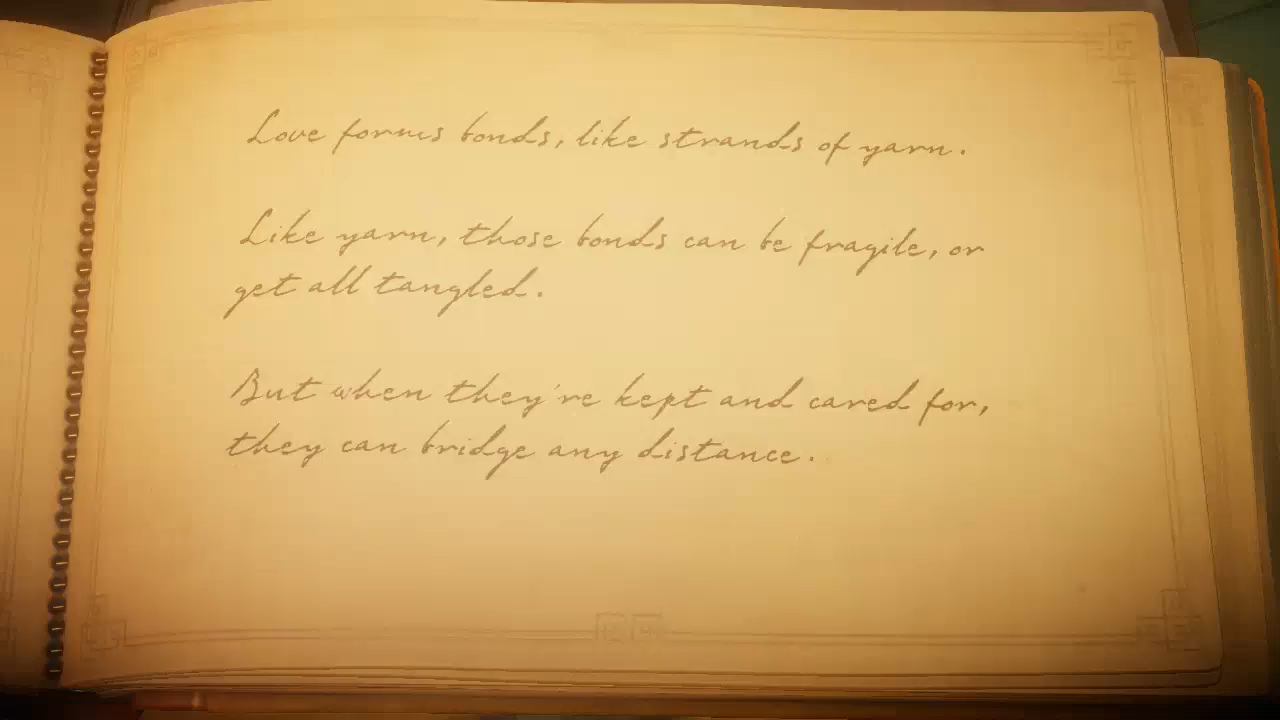 Love forms bonds, like strands of yarn.
Like yarn, those bonds can be fragile, or
get all tangled.
But when they're kept and cared for,
they can bridge any distance.